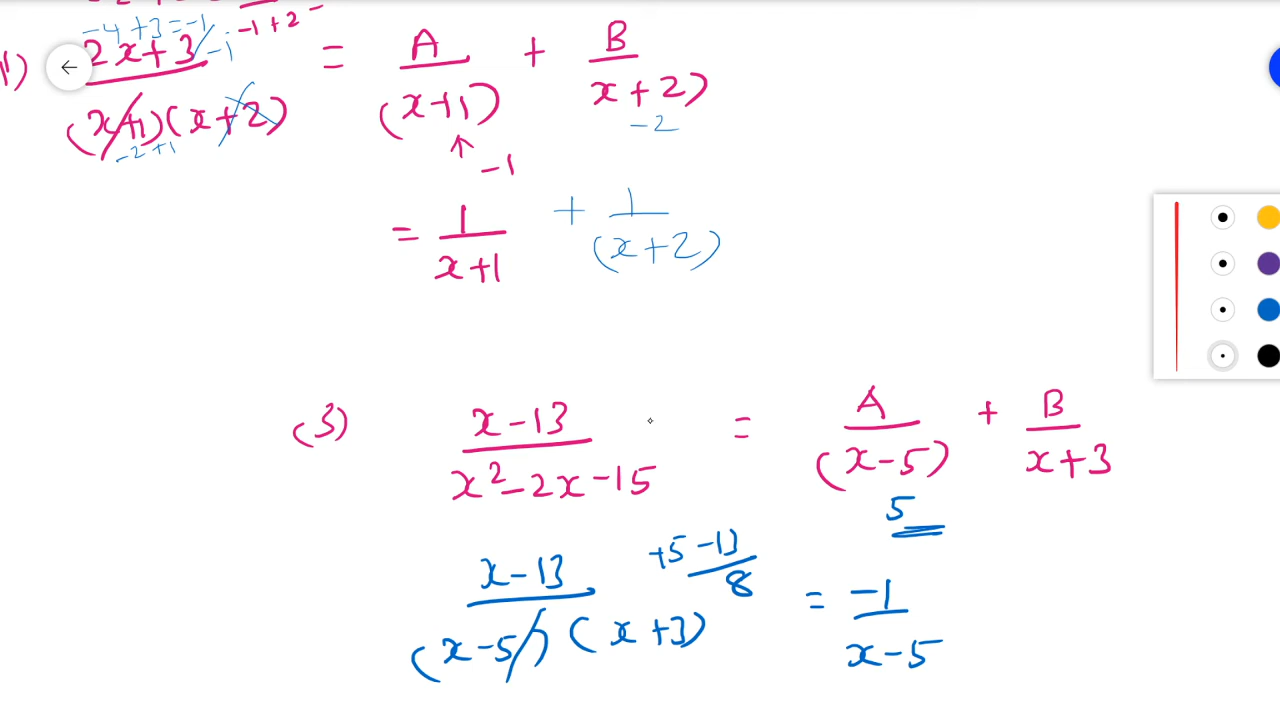 -4+3=-1
-1+2
(2x+3)/((x+1)(x+2)) = A/(x+1) + B/(x+2)
-1
-2+1
-2
-1
= 1/(x+1) + 1/(x+2)
(3) (x-13)/(x²-2x-15) = A/(x-5) + B/(x+3)
5
(x-13)/((x-5)(x+3)) (+5-13)/8 = -1/(x-5)